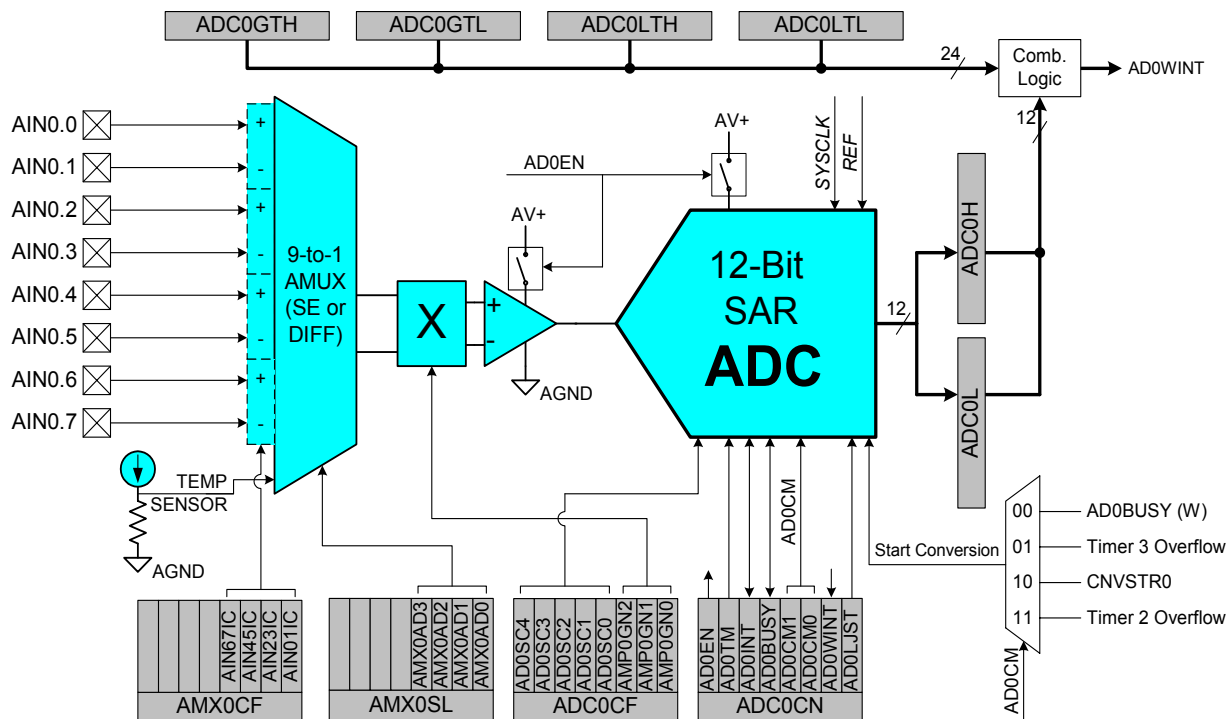 ADC0GTH
ADC0GTL
ADC0LTH
ADC0LTL
24
Comb.
Logic
AD0WINT
12
AIN0.0
AIN0.1
AIN0.2
AIN0.3
AIN0.4
AIN0.5
AIN0.6
AIN0.7
+
-
+
-
+
-
+
-
9-to-1
AMUX
(SE or
DIFF)
X
+
-
AV+
AGND
AD0EN
AV+
SYSCLK
REF
12-Bit
SAR
ADC
12
ADC0H
ADC0L
TEMP
SENSOR
AGND
AD0CM
Start Conversion
00
01
10
11
AD0BUSY (W)
Timer 3 Overflow
CNVSTR0
Timer 2 Overflow
AD0CM
AIN67IC
AIN45IC
AIN23IC
AIN01IC
AMX0CF
AMX0AD3
AMX0AD2
AMX0AD1
AMX0AD0
AMX0SL
AD0SC4
AD0SC3
AD0SC2
AD0SC1
AD0SC0
AMP0GN2
AMP0GN1
AMP0GN0
ADC0CF
AD0EN
AD0TM
AD0INT
AD0BUSY
AD0CM1
AD0CM0
AD0WINT
AD0LJST
ADC0CN